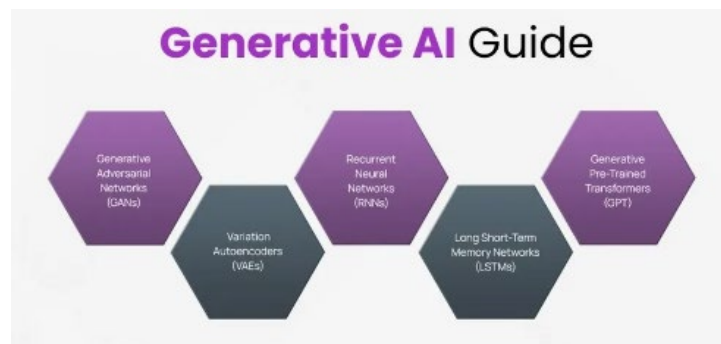 Generative AI Guide
Generative
Adversarial
Networks
(GANs)
Variation
Autoencoders
(VAEs)
Recurrent
Neural
Networks
(RNNs)
Long Short-Term
Memory Networks
(LSTMs)
Generative
Pre-Trained
Transformers
(GPT)